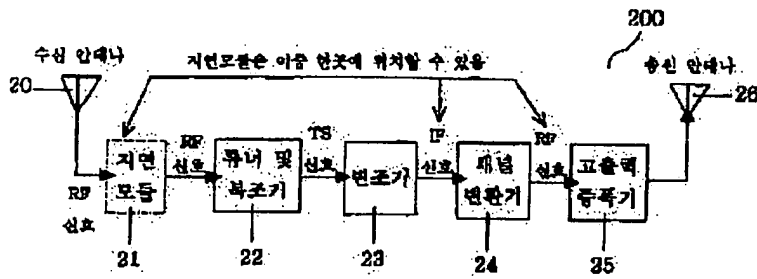 200
수신 안테나
지연모듈은 이중 한곳에 위치할 수 있음
송신 안테나
20
26
RF
신호
지연
모듈
RF
신호
튜너 및
복조기
TS
신호
변조기
IF
신호
채널
변환기
RF
신호
고출력
증폭기
21
22
23
24
25